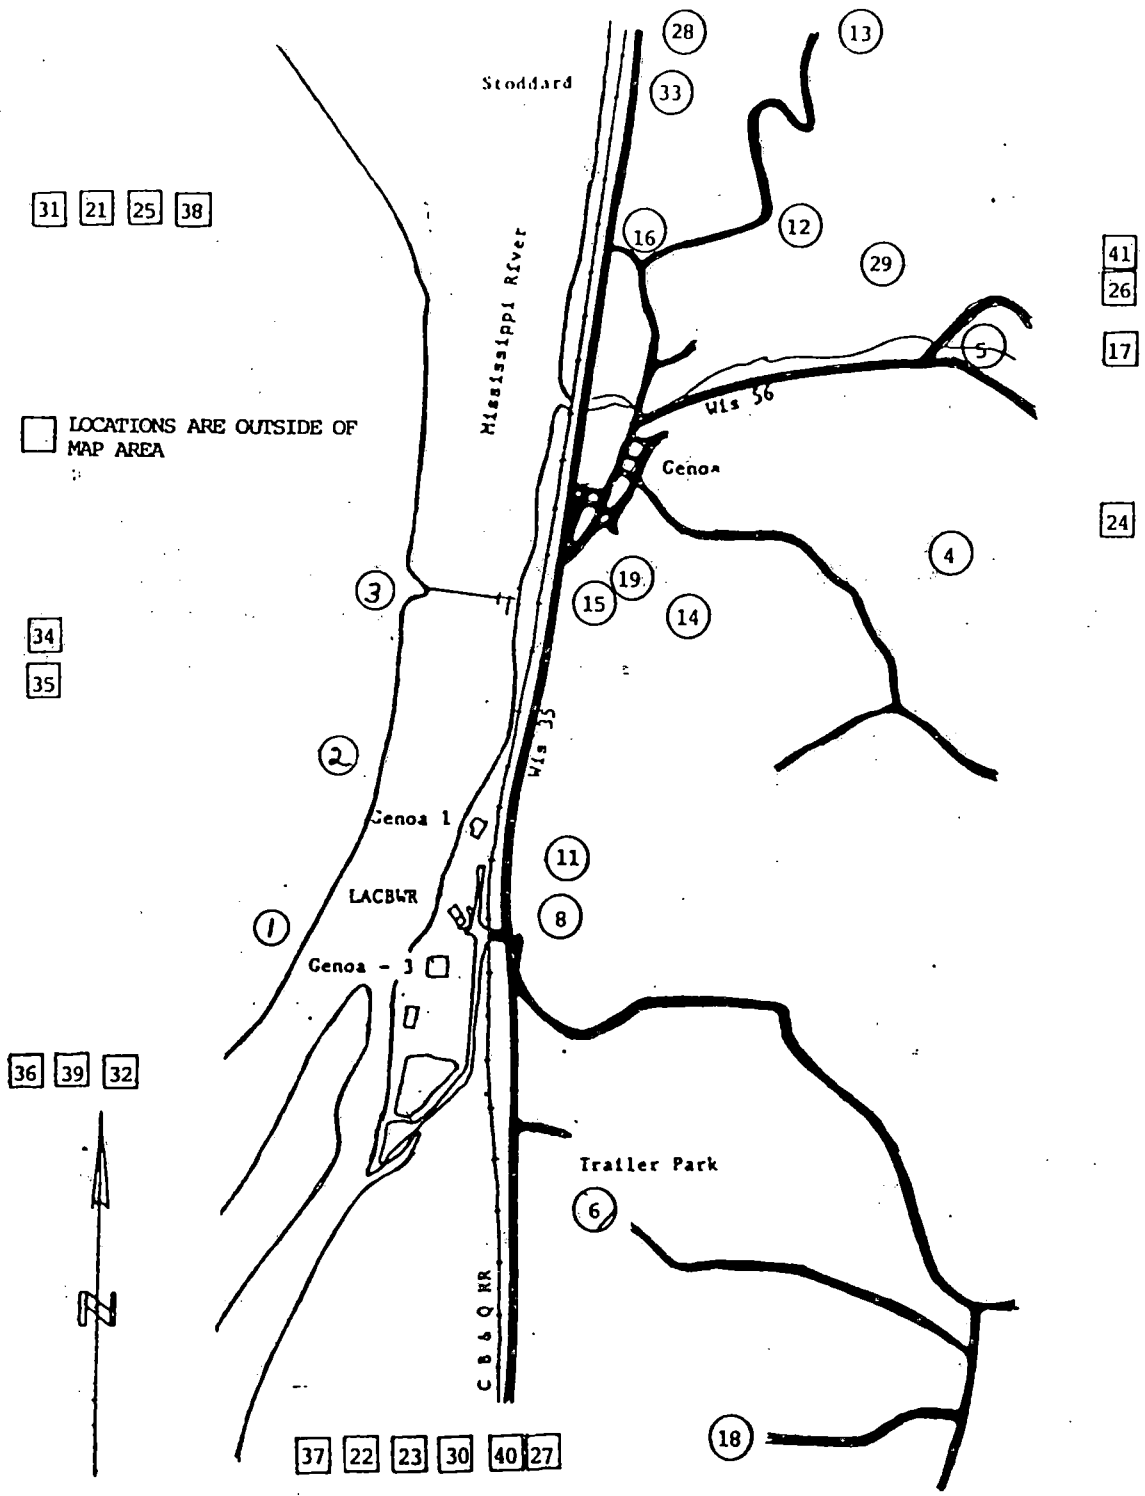 28
13
Stoddard
33
31 21 25 38
16
12
Mississippi River
29
41
26
5
17
Wis 56
LOCATIONS ARE OUTSIDE OF
MAP AREA
Genoa
24
4
3
19
15
14
34
35
Wis 35
2
Genoa 1
11
LACBWR
8
1
Genoa - 3
36 39 32
Trailer Park
6
N
C B & Q RR
18
37 22 23 30 40 27